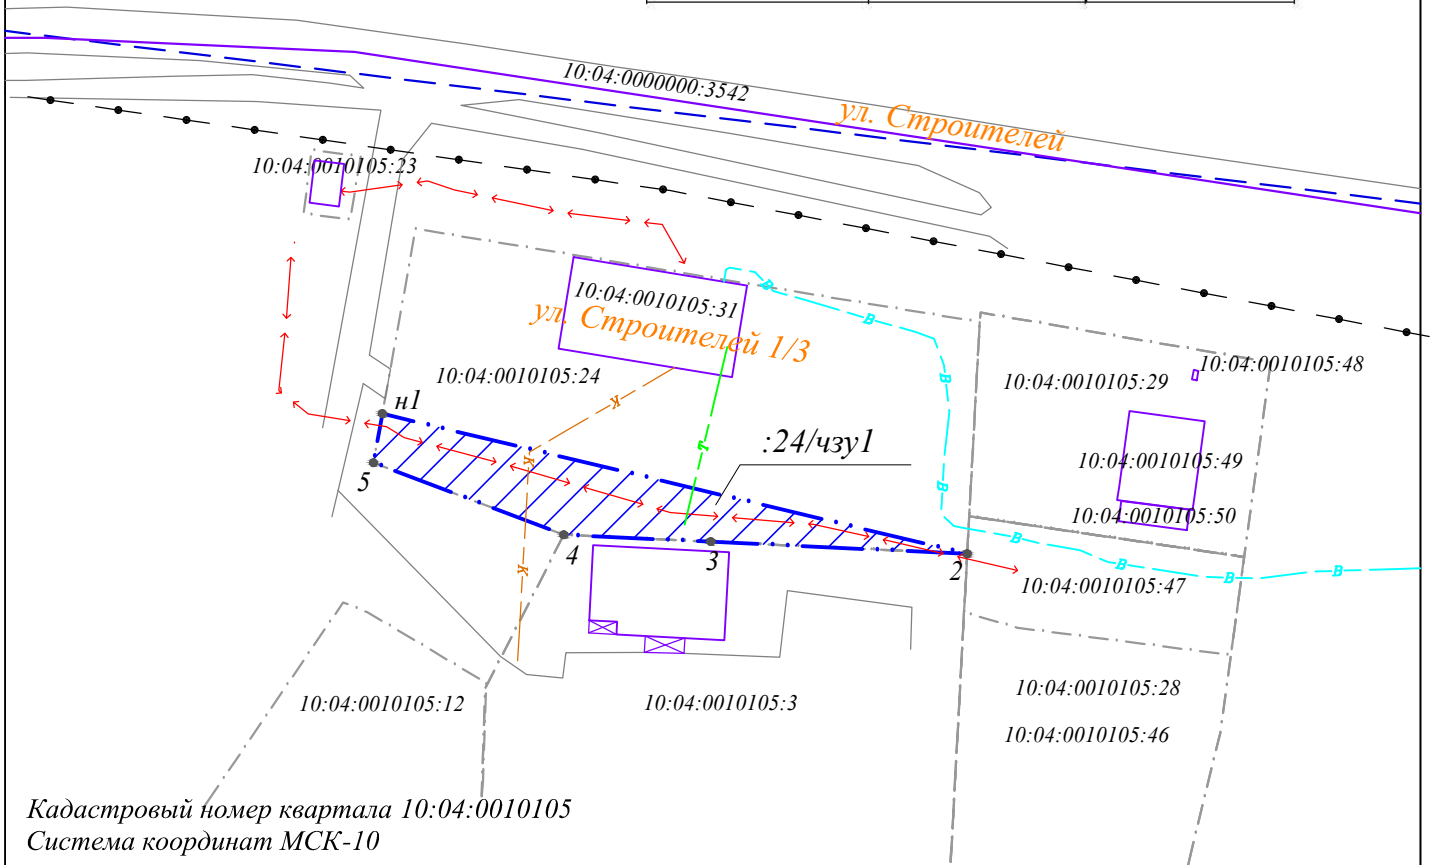 10:04:0000000:3542
ул. Строителей
10:04:0010105:23
10:04:0010105:31
ул. Строителей 1/3
В
В
10:04:0010105:48
10:04:0010105:24
10:04:0010105:29
В
н1
К
:24/чзу1
Т
К
10:04:0010105:49
5
В
10:04:0010105:50
4
3
2
В
К
В
В
В
10:04:0010105:47
10:04:0010105:12
10:04:0010105:3
10:04:0010105:28
10:04:0010105:46
Кадастровый номер квартала 10:04:0010105
Система координат МСК-10